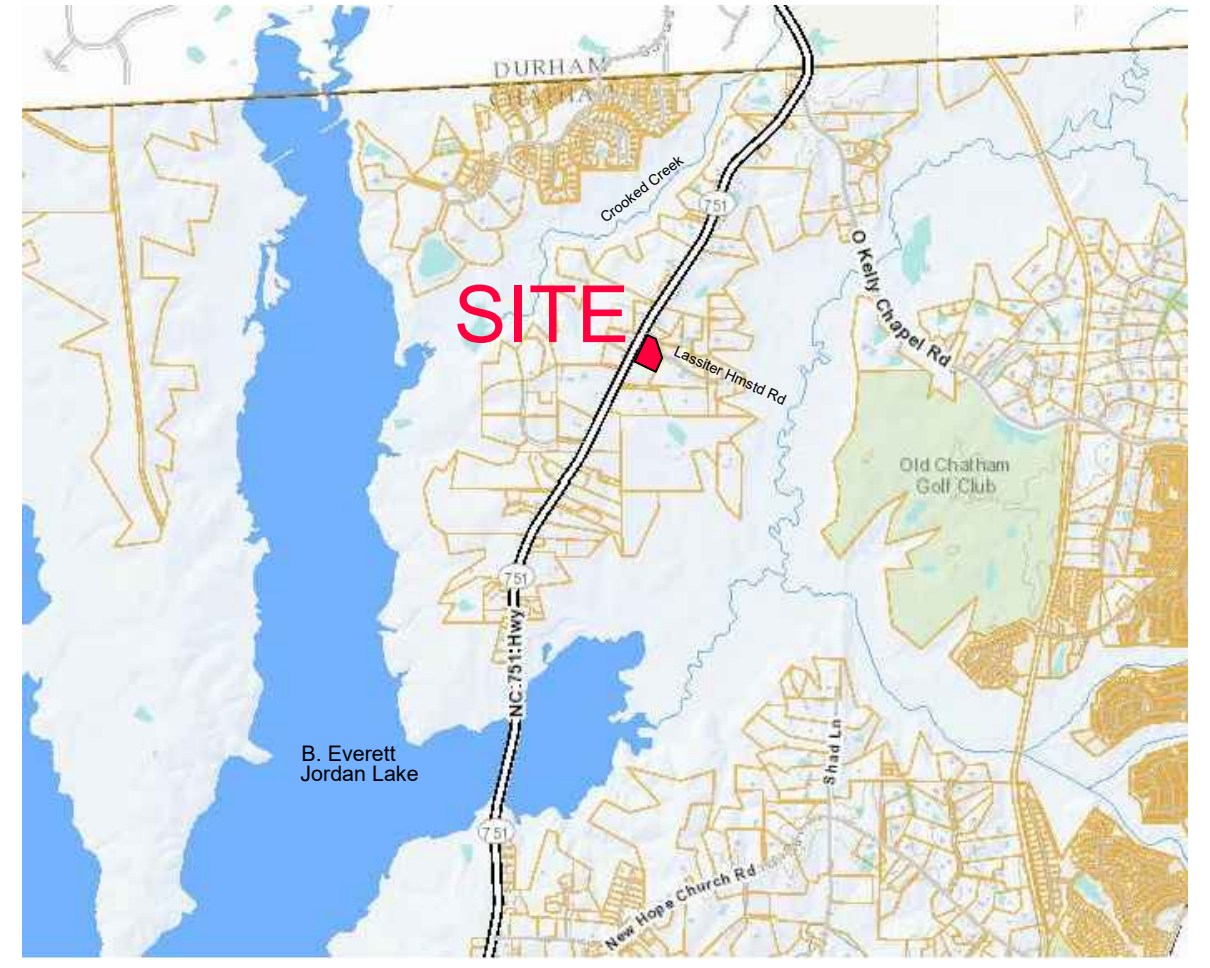 DURHAM
CHATHAM
Crooked Creek
751
O Kelly Chapel Rd
SITE
Lassiter Hmstd Rd
Old Chatham
Golf Club
751
NC 751 Hwy
B. Everett
Jordan Lake
Shad Ln
751
New Hope Church Rd